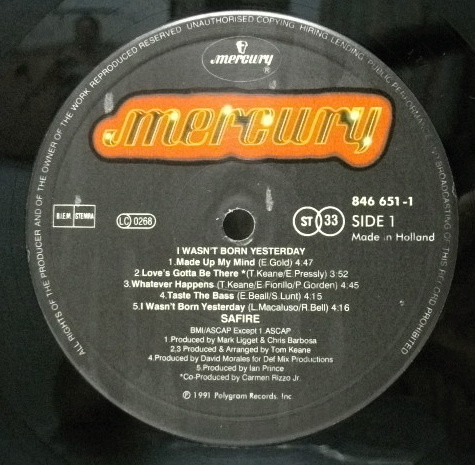 ALL RIGHTS OF THE PRODUCER AND OF THE OWNER OF THE WORK REPRODUCED RESERVED. UNAUTHORISED COPYING. HIRING LENDING. PUBLIC PERFORMANCE BROADCASTING OF THIS RECORD PROHIBITED
mercury
mercury
B.I.E.M. STEMRA
LC 0268
ST 33
846 651-1
SIDE 1
Made in Holland
I WASN'T BORN YESTERDAY
1.Made Up My Mind (E.Gold) 4:47
2.Love's Gotta Be There *(T.Keane/E.Pressly) 3:52
3.Whatever Happens (T.Keane/E.Fiorillo/P.Gorden) 4:45
4.Taste The Bass (E.Beall/S.Lunt) 4:15
5.I Wasn't Born Yesterday (L.Macaluso/R.Bell) 4:16
SAFIRE
BMI/ASCAP Except 1 ASCAP
1.Produced by Mark Ligget & Chris Barbosa
2.3 Produced & Arranged by Tom Keane
4.Produced by David Morales for Def Mix Productions
5.Produced by Ian Prince
*Co-Produced by Carmen Rizzo Jr.
℗ 1991 Polygram Records. Inc